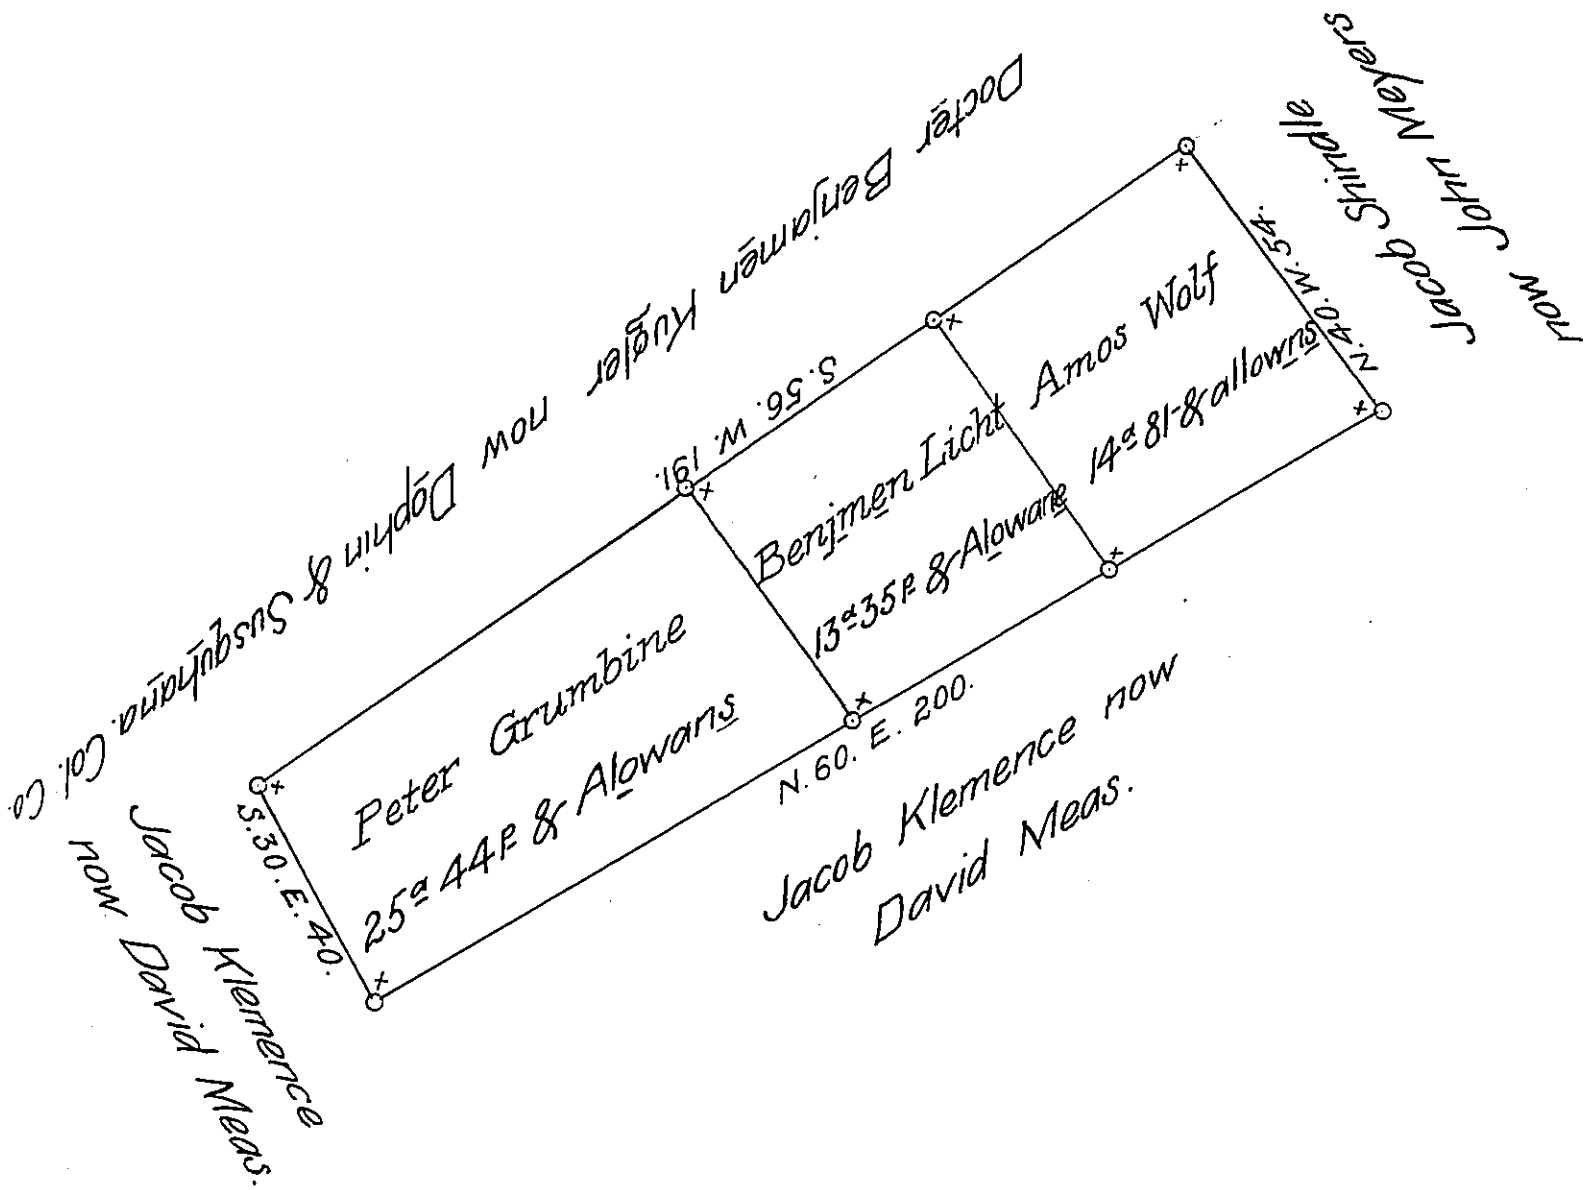 Docter Benjamen Kugler now Dophin & Susquhana. Col. Co.
Jacob Shindle
now John Meyers
S. 56. W. 191.
N. 40. W. 54.
Amos Wolf
14a 81-& allowns
Benjmen Licht
13a 35p & Alowane
Peter Grumbine
25a 44p & Alowans
S. 30. E. 40.
N. 60. E. 200.
Jacob Klemence now
David Meas.
Jacob Klemence
now David Meas.